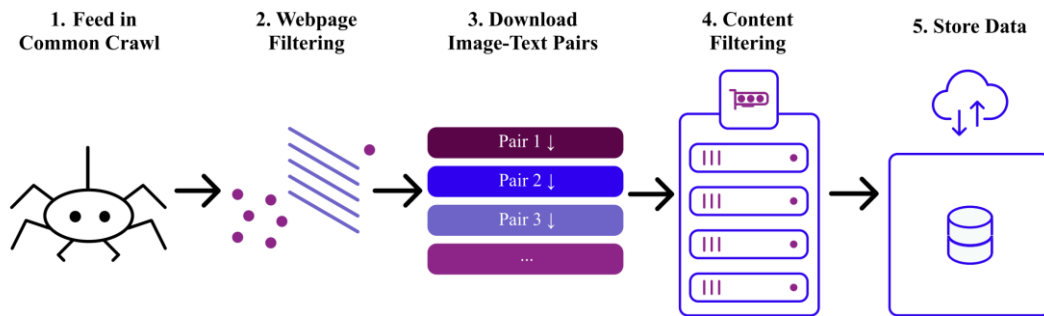 1. Feed in
Common Crawl
2. Webpage
Filtering
3. Download
Image-Text Pairs
4. Content
Filtering
5. Store Data
Pair 1 ↓
Pair 2 ↓
Pair 3 ↓
...